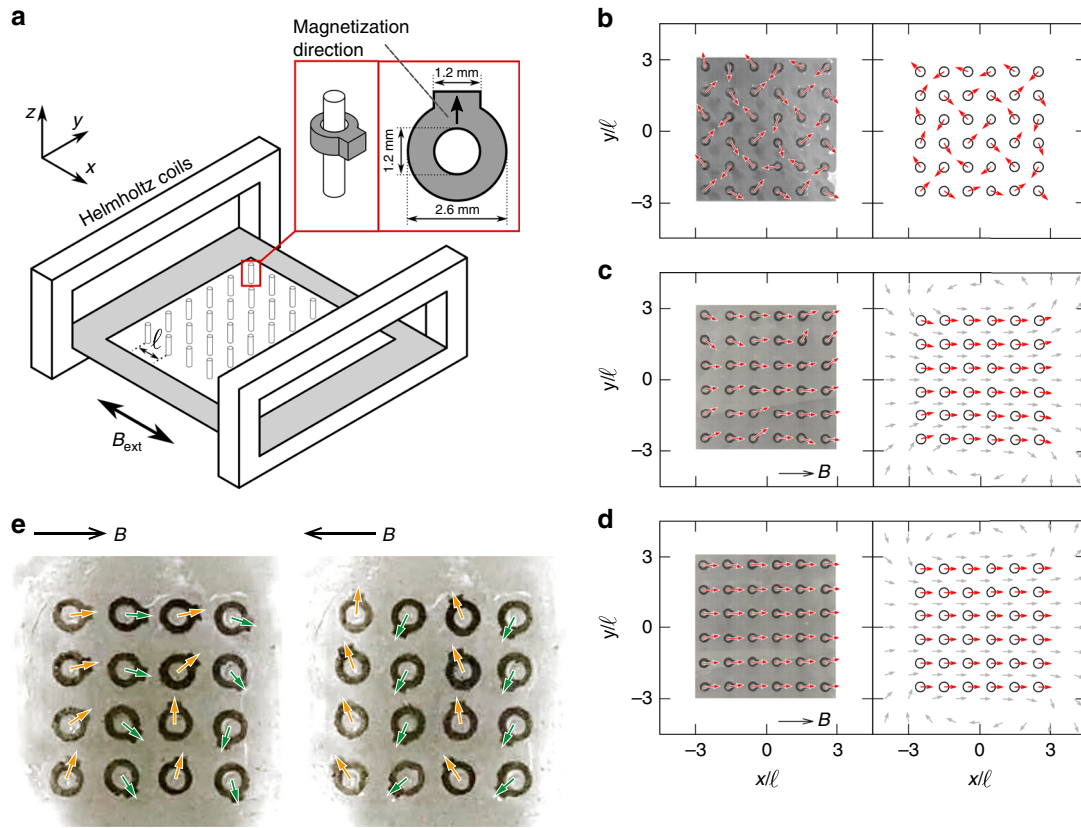 a
Magnetization
direction
1.2 mm
1.2 mm
2.6 mm
z
y
x
Helmholtz coils
ℓ
B_ext
b
3
0
−3
y/ℓ
c
3
0
−3
y/ℓ
B
d
3
0
−3
y/ℓ
B
−3 0 3 −3 0 3
x/ℓ x/ℓ
e
B B